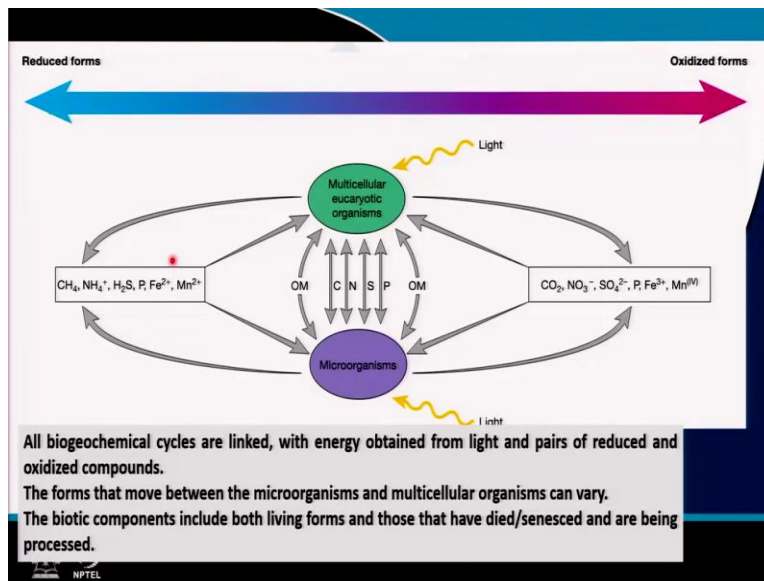 Reduced forms
Oxidized forms
Light
Multicellular
eucaryotic
organisms
CH₄, NH₄⁺, H₂S, P, Fe²⁺, Mn²⁺
OM
C
N
S
P
OM
CO₂, NO₃⁻, SO₄²⁻, P, Fe³⁺, Mn⁽ᴵⱽ⁾
Microorganisms
Light
All biogeochemical cycles are linked, with energy obtained from light and pairs of reduced and
oxidized compounds.
The forms that move between the microorganisms and multicellular organisms can vary.
The biotic components include both living forms and those that have died/senesced and are being
processed.
NPTEL